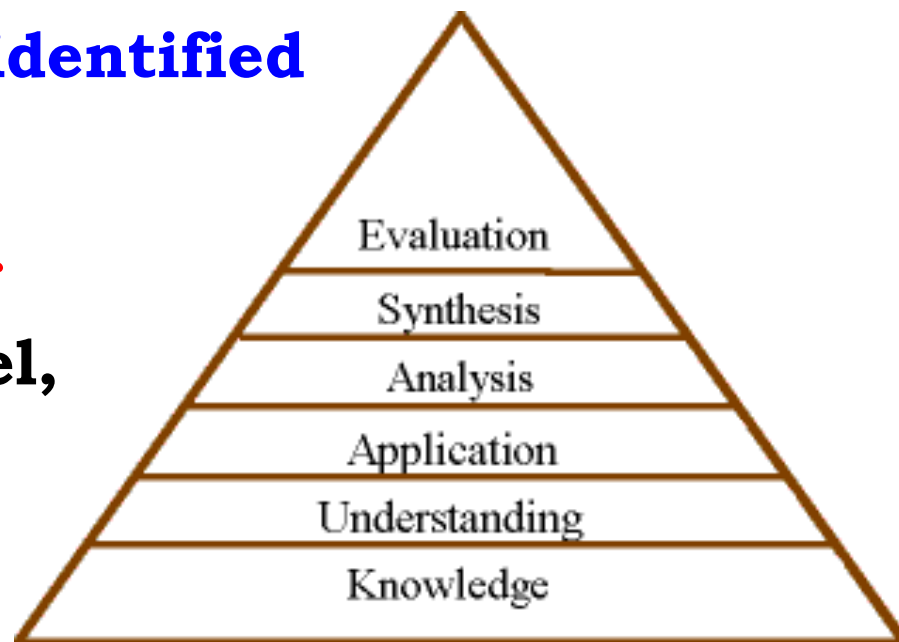 identified
.
el,
Evaluation
Synthesis
Analysis
Application
Understanding
Knowledge